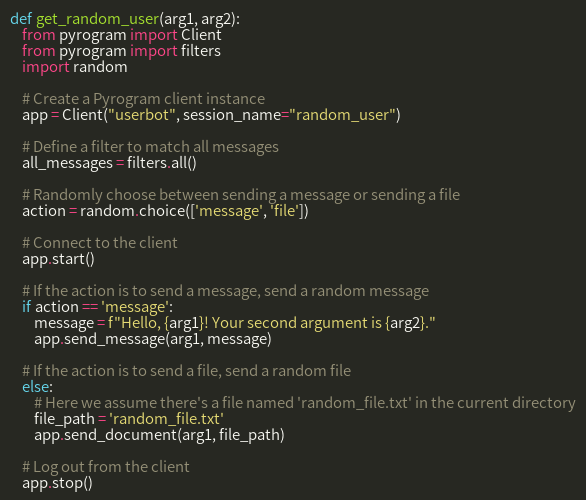 def get_random_user(arg1, arg2):
from pyrogram import Client
from pyrogram import filters
import random
# Create a Pyrogram client instance
app = Client("userbot", session_name="random_user")
# Define a filter to match all messages
all_messages = filters.all()
# Randomly choose between sending a message or sending a file
action = random.choice(['message', 'file'])
# Connect to the client
app.start()
# If the action is to send a message, send a random message
if action == 'message':
message = f"Hello, {arg1}! Your second argument is {arg2}."
app.send_message(arg1, message)
# If the action is to send a file, send a random file
else:
# Here we assume there's a file named 'random_file.txt' in the current directory
file_path = 'random_file.txt'
app.send_document(arg1, file_path)
# Log out from the client
app.stop()